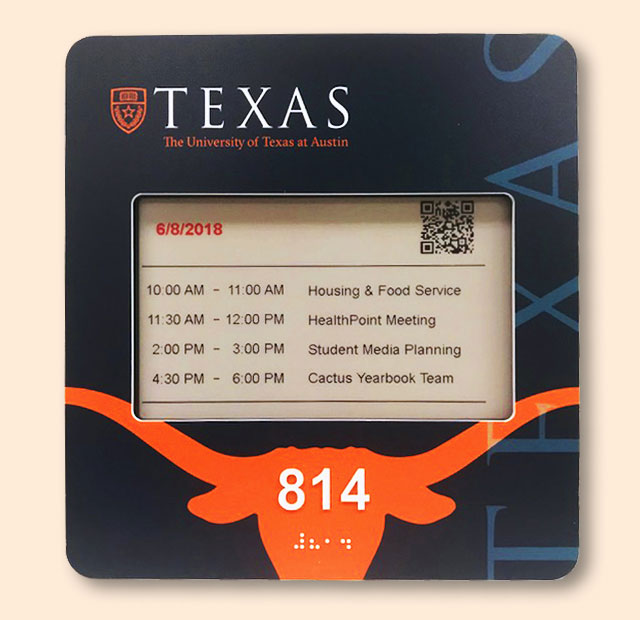 TEXAS
The University of Texas at Austin
6/8/2018
10:00 AM - 11:00 AM Housing & Food Service
11:30 AM - 12:00 PM HealthPoint Meeting
2:00 PM - 3:00 PM Student Media Planning
4:30 PM - 6:00 PM Cactus Yearbook Team
814
⠼⠓⠁⠙
TEXAS